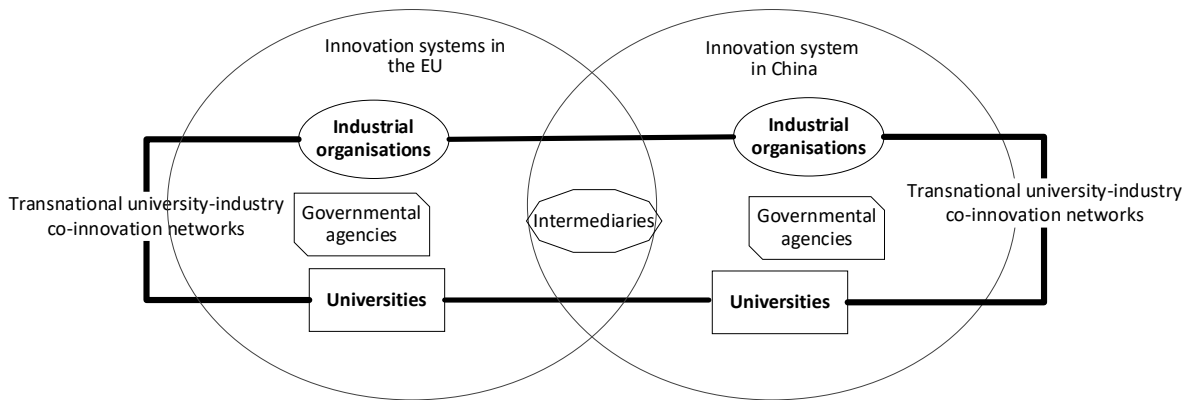 Innovation systems in
the EU
Innovation system
in China
Industrial
organisations
Industrial
organisations
Transnational university-industry
co-innovation networks
Governmental
agencies
Intermediaries
Governmental
agencies
Transnational university-industry
co-innovation networks
Universities
Universities